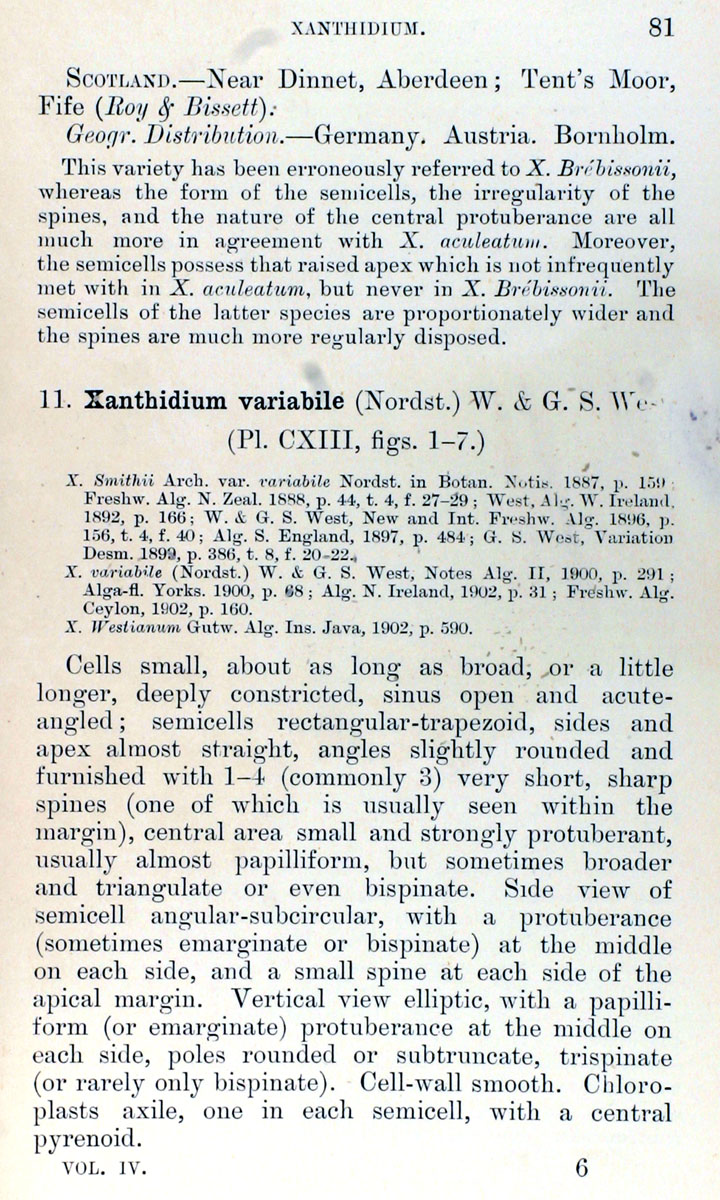 XANTHIDIUM. 81
SCOTLAND.—Near Dinnet, Aberdeen; Tent's Moor,
Fife (Roy & Bissett).
Geogr. Distribution.—Germany. Austria. Bornholm.
This variety has been erroneously referred to X. Brébissonii,
whereas the form of the semicells, the irregularity of the
spines, and the nature of the central protuberance are all
much more in agreement with X. aculeatum. Moreover,
the semicells possess that raised apex which is not infrequently
met with in X. aculeatum, but never in X. Brébissonii. The
semicells of the latter species are proportionately wider and
the spines are much more regularly disposed.
11. Xanthidium variabile (Nordst.) W. & G. S.
(Pl. CXIII, figs. 1–7.)
X. Smithii Arch. var. variabile Nordst. in Botan. Notis. 1887, p. 159
Freshw. Alg. N. Zeal. 1888, p. 44, t. 4, f. 27–29; West, Alg. W. Ireland,
1892, p. 166; W. & G. S. West, New and Int. Freshw. Alg. 1896, p.
156, t. 4, f. 40; Alg. S. England, 1897, p. 484; G. S. West, Variation
Desm. 1899, p. 386, t. 8, f. 20–22.
X. variabile (Nordst.) W. & G. S. West, Notes Alg. II, 1900, p. 291;
Alga-fl. Yorks. 1900, p. 68; Alg. N. Ireland, 1902, p. 31; Freshw. Alg.
Ceylon, 1902, p. 160.
X. Westianum Gutw. Alg. Ins. Java, 1902, p. 590.
Cells small, about as long as broad, or a little
longer, deeply constricted, sinus open and acute-
angled; semicells rectangular-trapezoid, sides and
apex almost straight, angles slightly rounded and
furnished with 1–4 (commonly 3) very short, sharp
spines (one of which is usually seen within the
margin), central area small and strongly protuberant,
usually almost papilliform, but sometimes broader
and triangulate or even bispinate. Side view of
semicell angular-subcircular, with a protuberance
(sometimes emarginate or bispinate) at the middle
on each side, and a small spine at each side of the
apical margin. Vertical view elliptic, with a papilli-
form (or emarginate) protuberance at the middle on
each side, poles rounded or subtruncate, trispinate
(or rarely only bispinate). Cell-wall smooth. Chloro-
plasts axile, one in each semicell, with a central
pyrenoid.
VOL. IV. 6